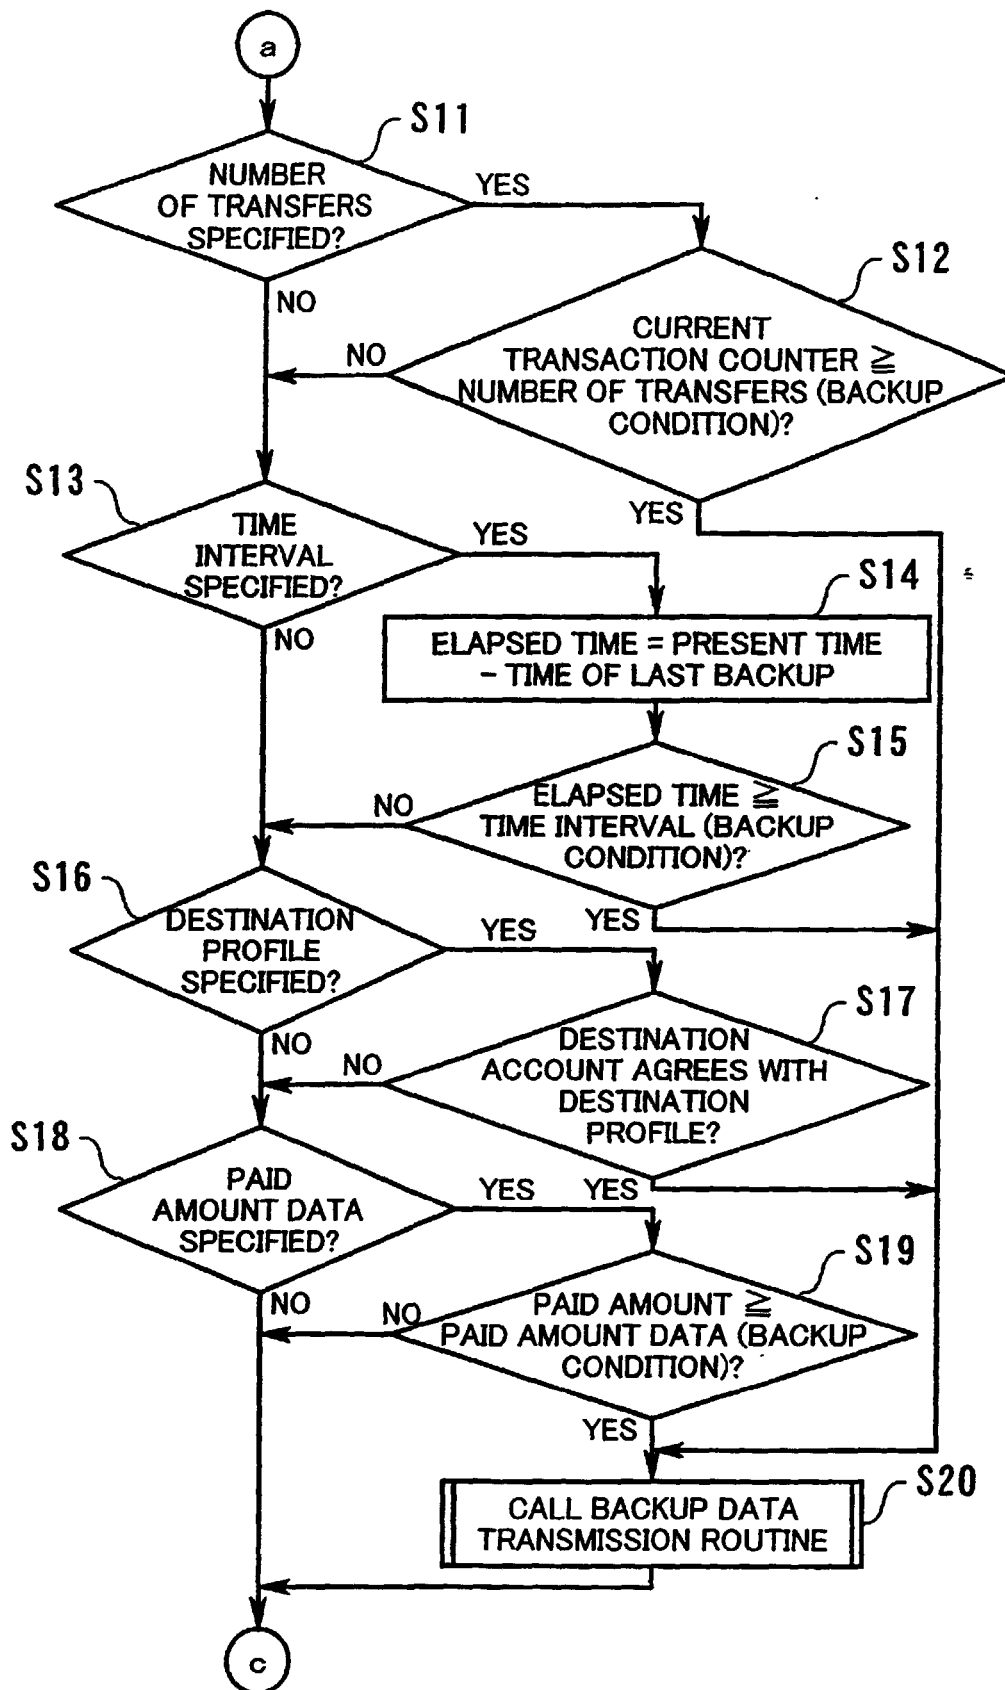 a
S11
NUMBER
OF TRANSFERS
SPECIFIED?
YES
NO
S12
CURRENT
TRANSACTION COUNTER ≧
NUMBER OF TRANSFERS (BACKUP
CONDITION)?
NO
YES
S13
TIME
INTERVAL
SPECIFIED?
YES
NO
S14
ELAPSED TIME = PRESENT TIME
− TIME OF LAST BACKUP
S15
ELAPSED TIME ≧
TIME INTERVAL (BACKUP
CONDITION)?
NO
YES
S16
DESTINATION
PROFILE
SPECIFIED?
YES
NO
S17
DESTINATION
ACCOUNT AGREES WITH
DESTINATION
PROFILE?
NO
YES
S18
PAID
AMOUNT DATA
SPECIFIED?
YES
NO
S19
PAID AMOUNT ≧
PAID AMOUNT DATA (BACKUP
CONDITION)?
NO
YES
S20
CALL BACKUP DATA
TRANSMISSION ROUTINE
c